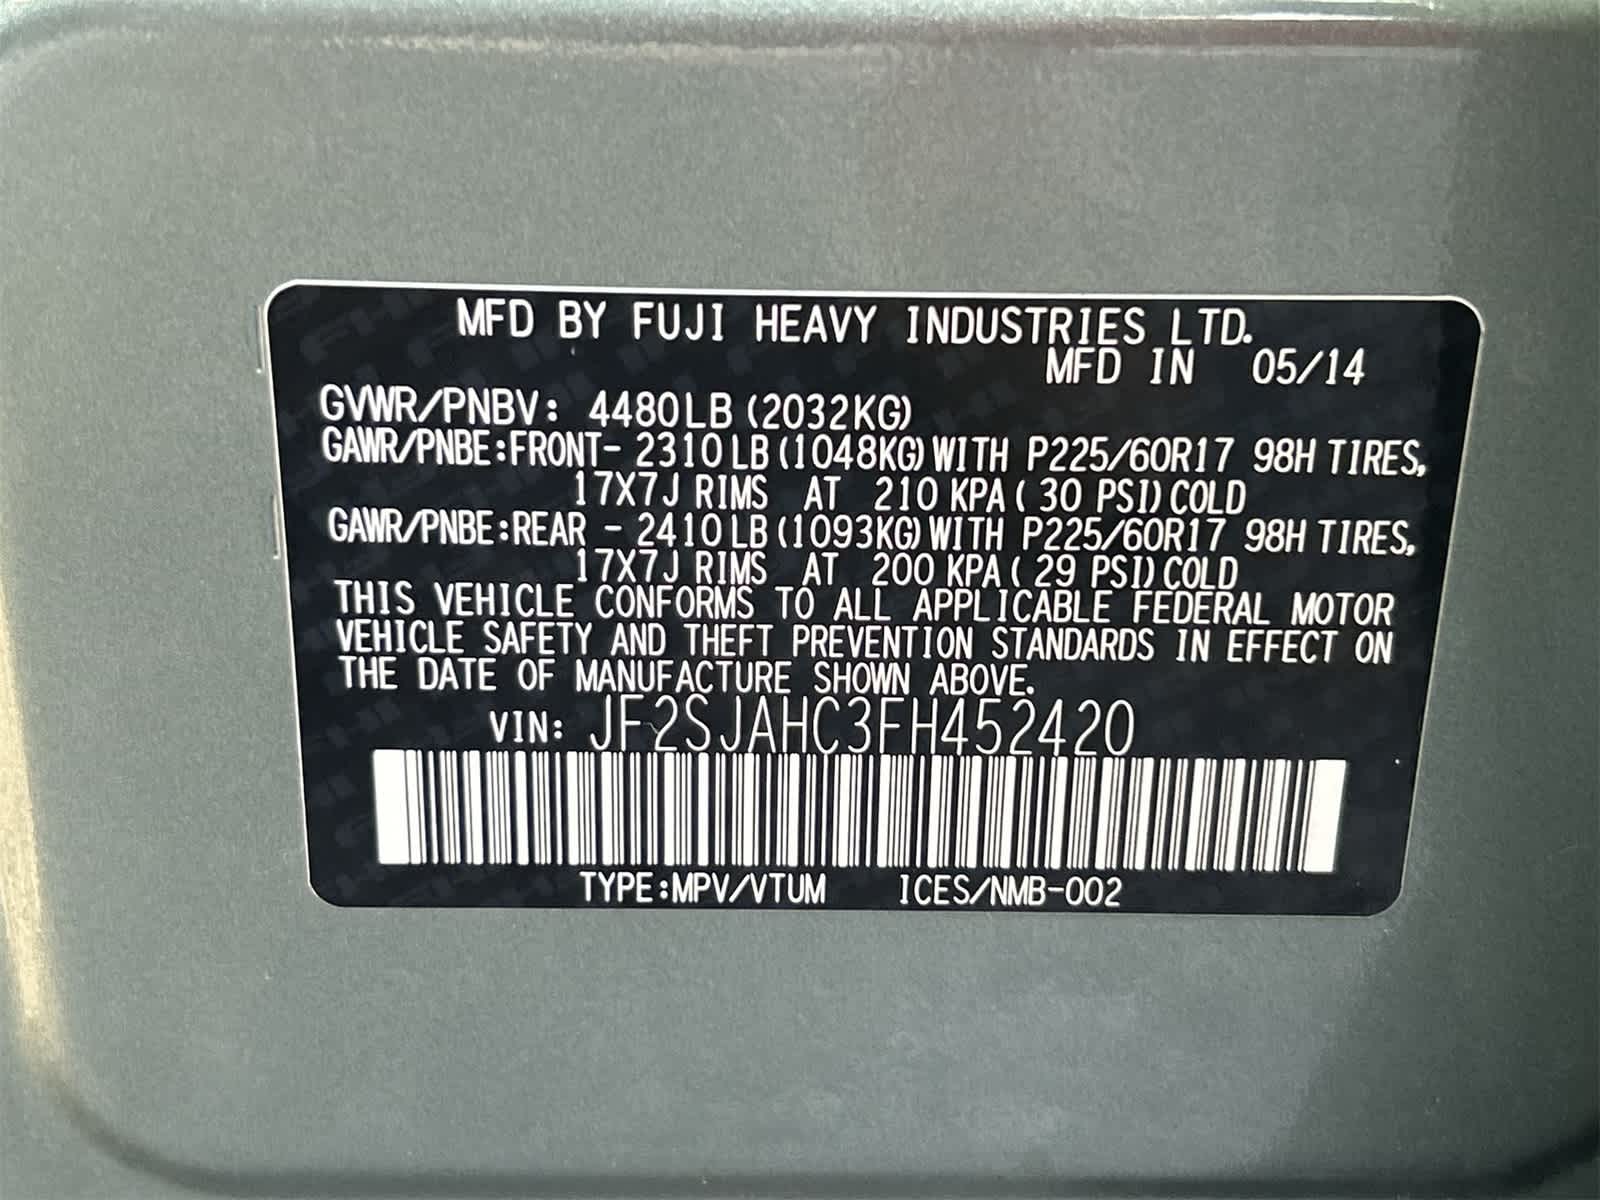 MFD BY FUJI HEAVY INDUSTRIES LTD.
MFD IN 05/14
GVWR/PNBV: 4480LB (2032KG)
GAWR/PNBE:FRONT- 2310LB (1048KG) WITH P225/60R17 98H TIRES,
17X7J RIMS AT 210 KPA ( 30 PSI) COLD
GAWR/PNBE:REAR - 2410LB (1093KG) WITH P225/60R17 98H TIRES,
17X7J RIMS AT 200 KPA ( 29 PSI) COLD
THIS VEHICLE CONFORMS TO ALL APPLICABLE FEDERAL MOTOR
VEHICLE SAFETY AND THEFT PREVENTION STANDARDS IN EFFECT ON
THE DATE OF MANUFACTURE SHOWN ABOVE.
VIN: JF2SJAHC3FH452420
TYPE:MPV/VTUM ICES/NMB-002